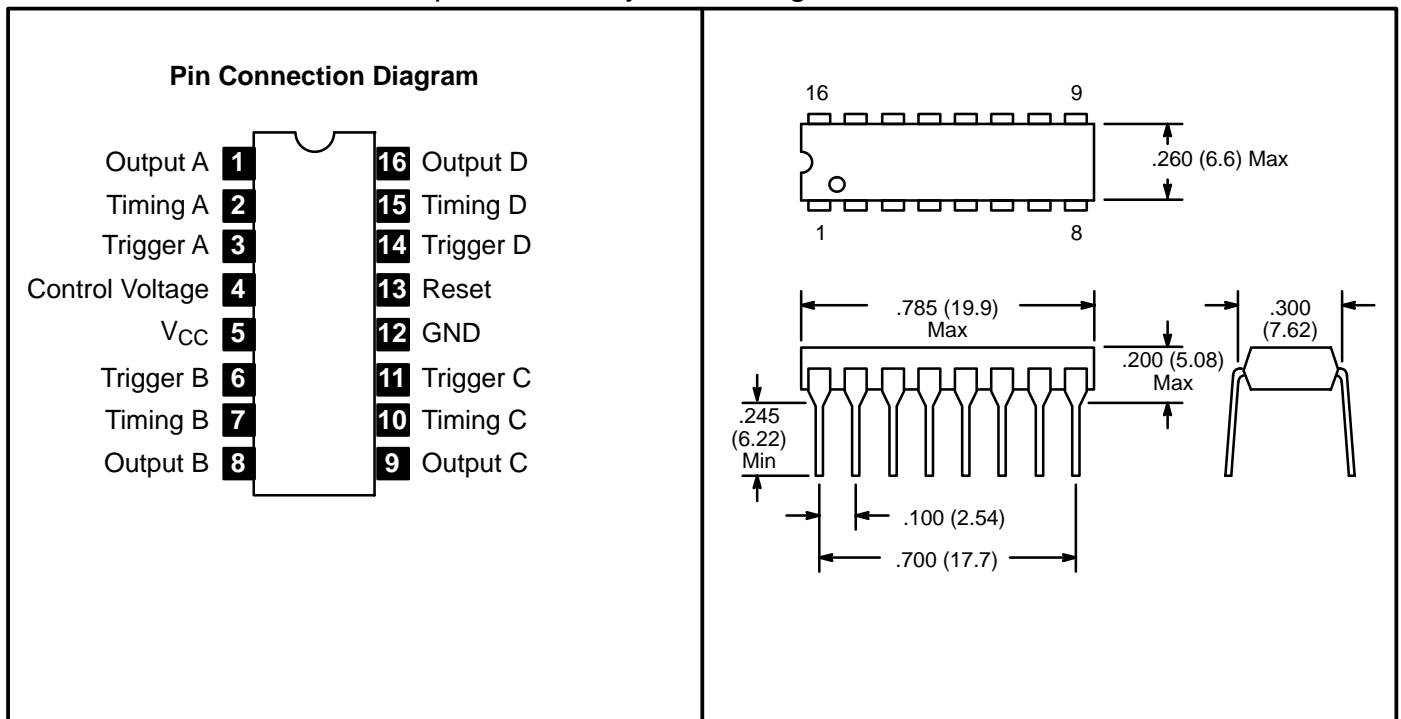 Pin Connection Diagram
Output A 1
16 Output D
Timing A 2
15 Timing D
Trigger A 3
14 Trigger D
Control Voltage 4
13 Reset
VCC 5
12 GND
Trigger B 6
11 Trigger C
Timing B 7
10 Timing C
Output B 8
9 Output C
16
9
.260 (6.6) Max
1
8
.785 (19.9)
Max
.300
(7.62)
.200 (5.08)
Max
.245
(6.22)
Min
.100 (2.54)
.700 (17.7)